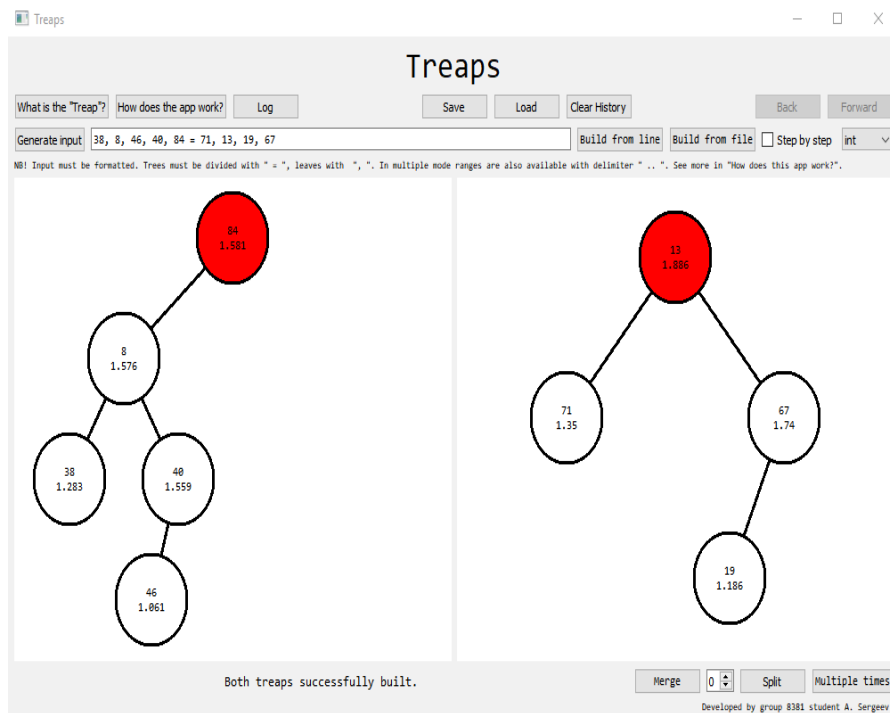 Treaps
Treaps
What is the "Treap"? How does the app work? Log Save Load Clear History Back Forward
Generate input 38, 8, 46, 40, 84 = 71, 13, 19, 67 Build from line Build from file Step by step int
NB! Input must be formatted. Trees must be divided with " = ", leaves with ", ". In multiple mode ranges are also available with delimiter " .. ". See more in "How does this app work?".
84
1.581
8
1.576
38
1.283
40
1.559
46
1.061
13
1.886
71
1.35
67
1.74
19
1.186
Both treaps successfully built.
Merge 0 Split Multiple times
Developed by group 8381 student A. Sergeev